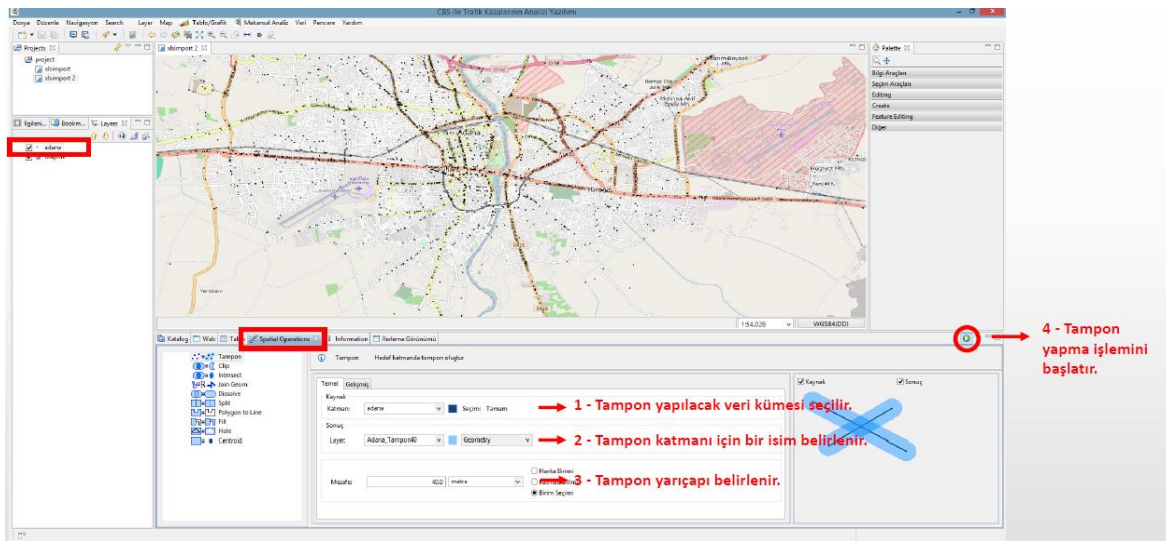 CBS ile Trafik Kazalarının Analizi Yazılımı
Dosya Düzenle Navigasyon Search Layer Map Tablo/Grafik Mekansal Analiz Veri Pencere Yardım
Projects
xlsimport 2
Palette
project
xlsimport
xlsimport 2
Bilgi Araçları
Seçim Araçları
Editing
Create
Feature Editing
Diğer
Bookm... Layers
adana
Adana
Yenibarı
1:54.028
WGS84(DD)
Katalog Web Spatial Operations Information İlerleme Görünümü
Tampon
Clip
Intersect
Join Geom
Dissolve
Split
Polygon to Line
Fill
Hole
Centroid
Tampon Hedef katmanda tampon oluştur
Temel Gelişmiş
Kaynak
Katman: adana Seçim: Tamam
Sonuç
Layer: Adana_Tampon40 Geometry
Mesafe: 40.0 metre
Harita Birimi
Birim Seçimi
Kaynak Sonuç
1 - Tampon yapılacak veri kümesi seçilir.
2 - Tampon katmanı için bir isim belirlenir.
3 - Tampon yarıçapı belirlenir.
4 - Tampon
yapma işlemini
başlatır.